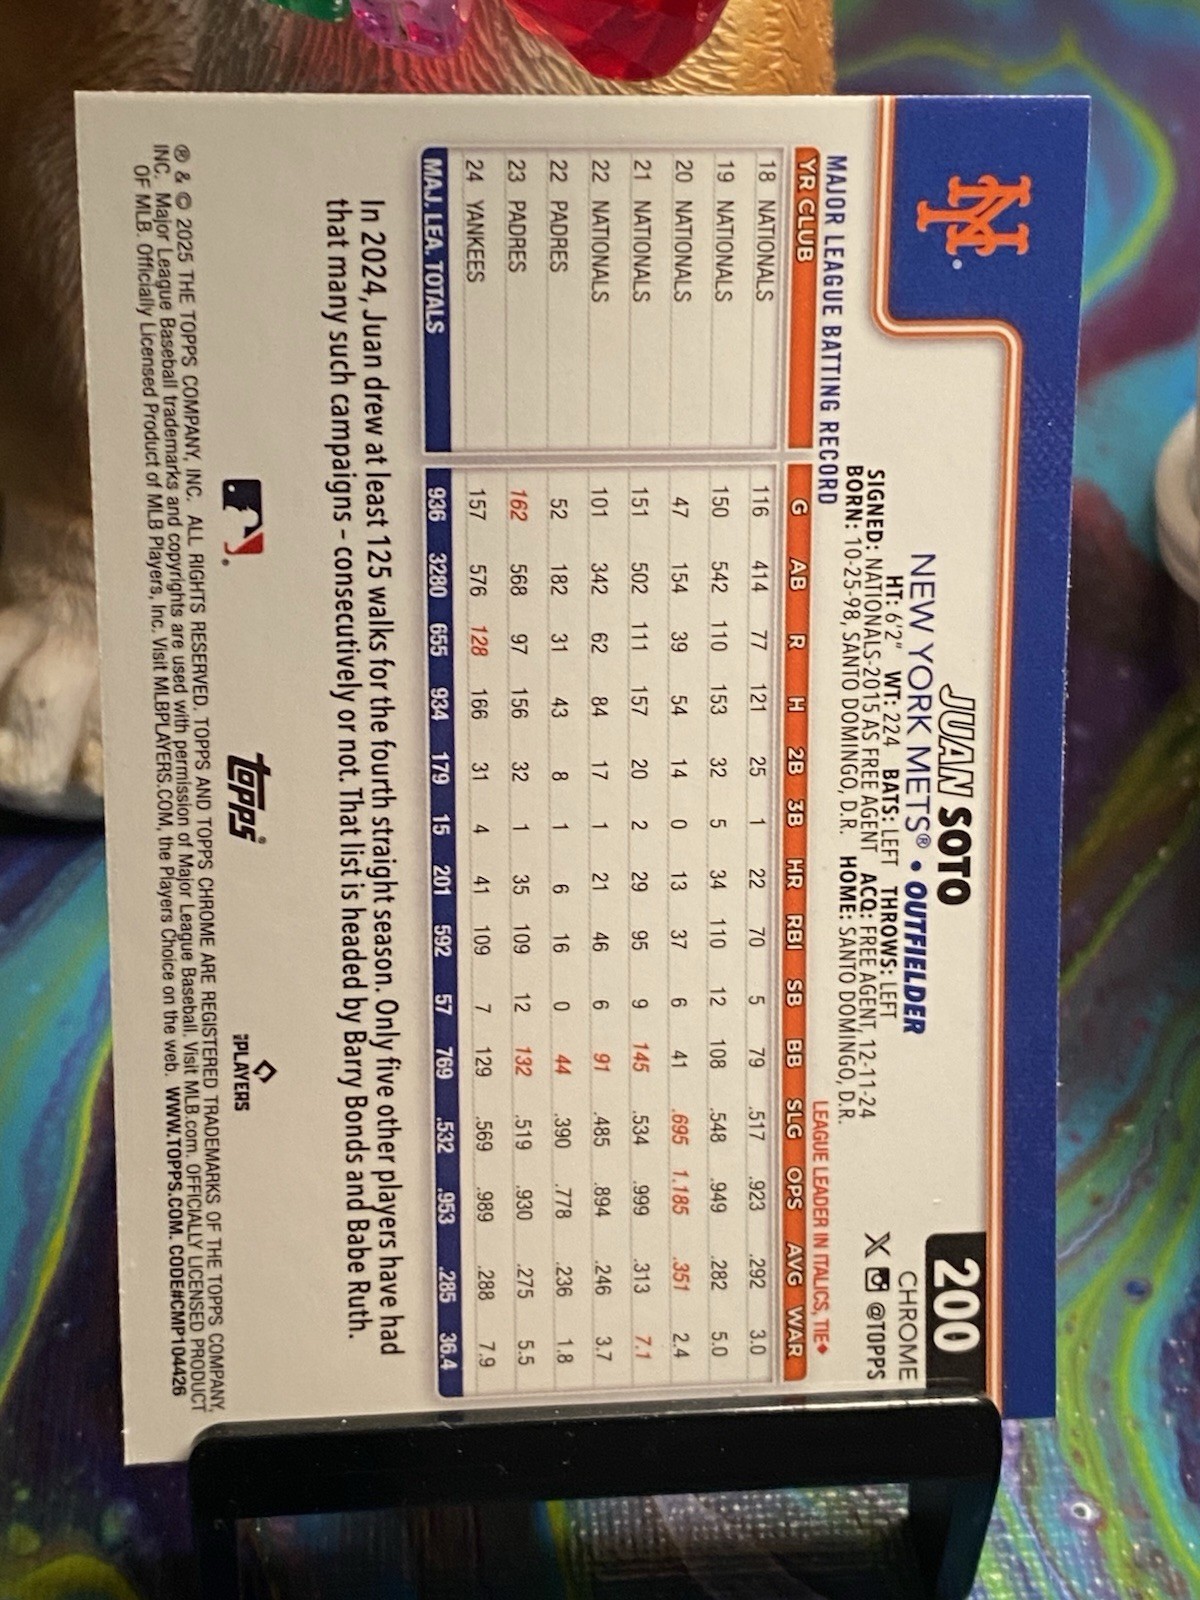 NY
200
CHROME
JUAN SOTO
NEW YORK METS® • OUTFIELDER
HT: 6'2" WT: 224 BATS: LEFT THROWS: LEFT
SIGNED: NATIONALS-2015 AS FREE AGENT ACQ: FREE AGENT, 12-11-24
BORN: 10-25-98, SANTO DOMINGO, D.R. HOME: SANTO DOMINGO, D.R.
X @TOPPS
MAJOR LEAGUE BATTING RECORD
LEAGUE LEADER IN ITALICS, TIE◆
YR CLUB G AB R H 2B 3B HR RBI SB BB SLG OPS AVG WAR
18 NATIONALS 116 414 77 121 25 1 22 70 5 79 .517 .923 .292 3.0
19 NATIONALS 150 542 110 153 32 5 34 110 12 108 .548 .949 .282 5.0
20 NATIONALS 47 154 39 54 14 0 13 37 6 41 .695 1.185 .351 2.4
21 NATIONALS 151 502 111 157 20 2 29 95 9 145 .534 .999 .313 7.1
22 NATIONALS 101 342 62 84 17 1 21 46 6 91 .485 .894 .246 3.7
22 PADRES 52 182 31 43 8 1 6 16 0 44 .390 .778 .236 1.8
23 PADRES 162 568 97 156 32 1 35 109 12 132 .519 .930 .275 5.5
24 YANKEES 157 576 128 166 31 4 41 109 7 129 .569 .989 .288 7.9
MAJ. LEA. TOTALS 936 3280 655 934 179 15 201 592 57 769 .532 .953 .285 36.4
In 2024, Juan drew at least 125 walks for the fourth straight season. Only five other players have had
that many such campaigns – consecutively or not. That list is headed by Barry Bonds and Babe Ruth.
topps®
PLAYERS
® & © 2025 THE TOPPS COMPANY, INC. ALL RIGHTS RESERVED. TOPPS AND TOPPS CHROME ARE REGISTERED TRADEMARKS OF THE TOPPS COMPANY,
INC. Major League Baseball trademarks and copyrights are used with permission of Major League Baseball. Visit MLB.com. OFFICIALLY LICENSED PRODUCT
OF MLB. Officially Licensed Product of MLB Players, Inc. Visit MLBPLAYERS.COM, the Players Choice on the web. WWW.TOPPS.COM. CODE#CMP104426